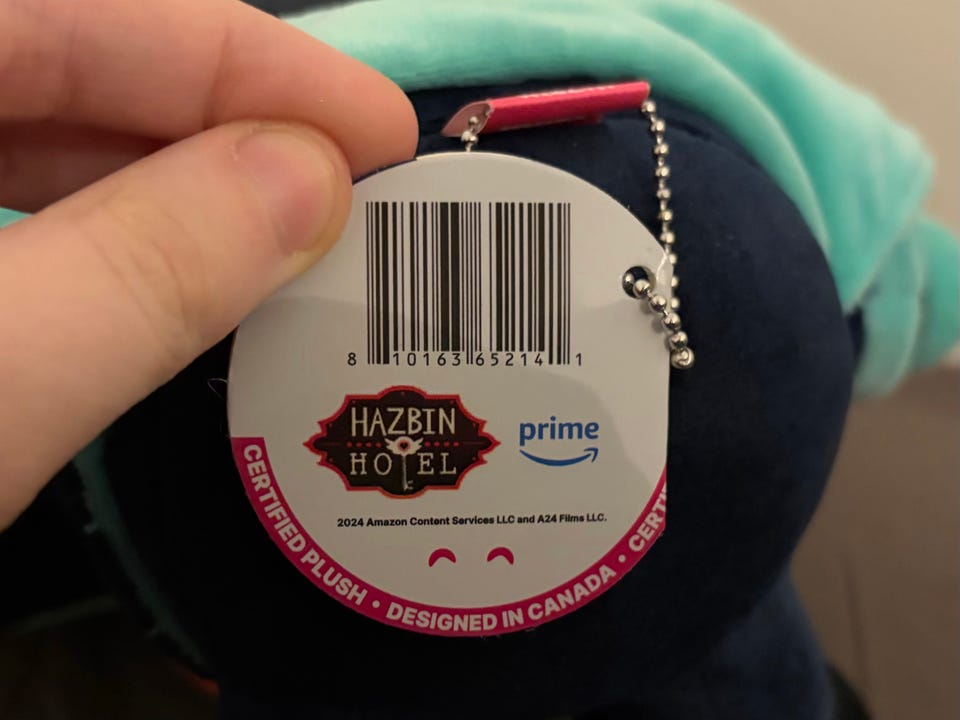 8 10163 65214 1
HAZBIN
HOTEL
prime
2024 Amazon Content Services LLC and A24 Films LLC.
CERTIFIED PLUSH • DESIGNED IN CANADA • CERTI